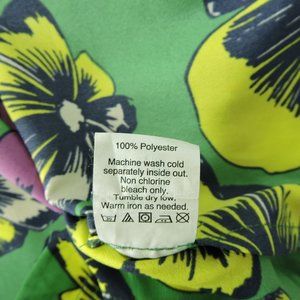 100% Polyester
Machine wash cold
separately inside out.
Non chlorine
bleach only.
Tumble dry low.
Warm iron as needed.